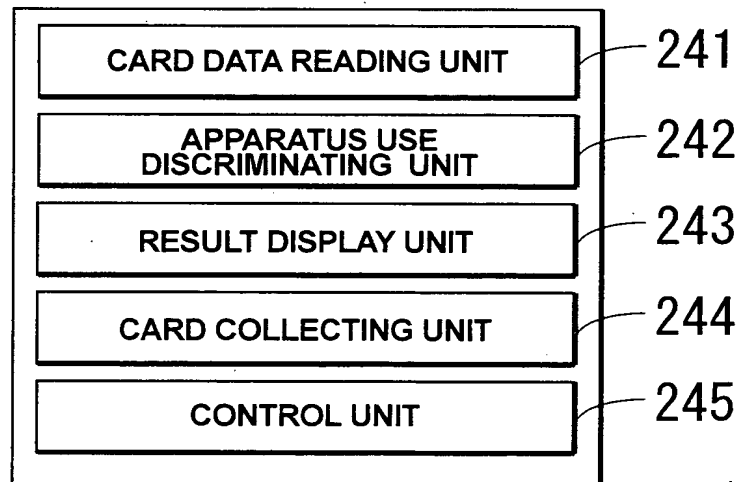 CARD DATA READING UNIT 241
APPARATUS USE
DISCRIMINATING UNIT 242
RESULT DISPLAY UNIT 243
CARD COLLECTING UNIT 244
CONTROL UNIT 245